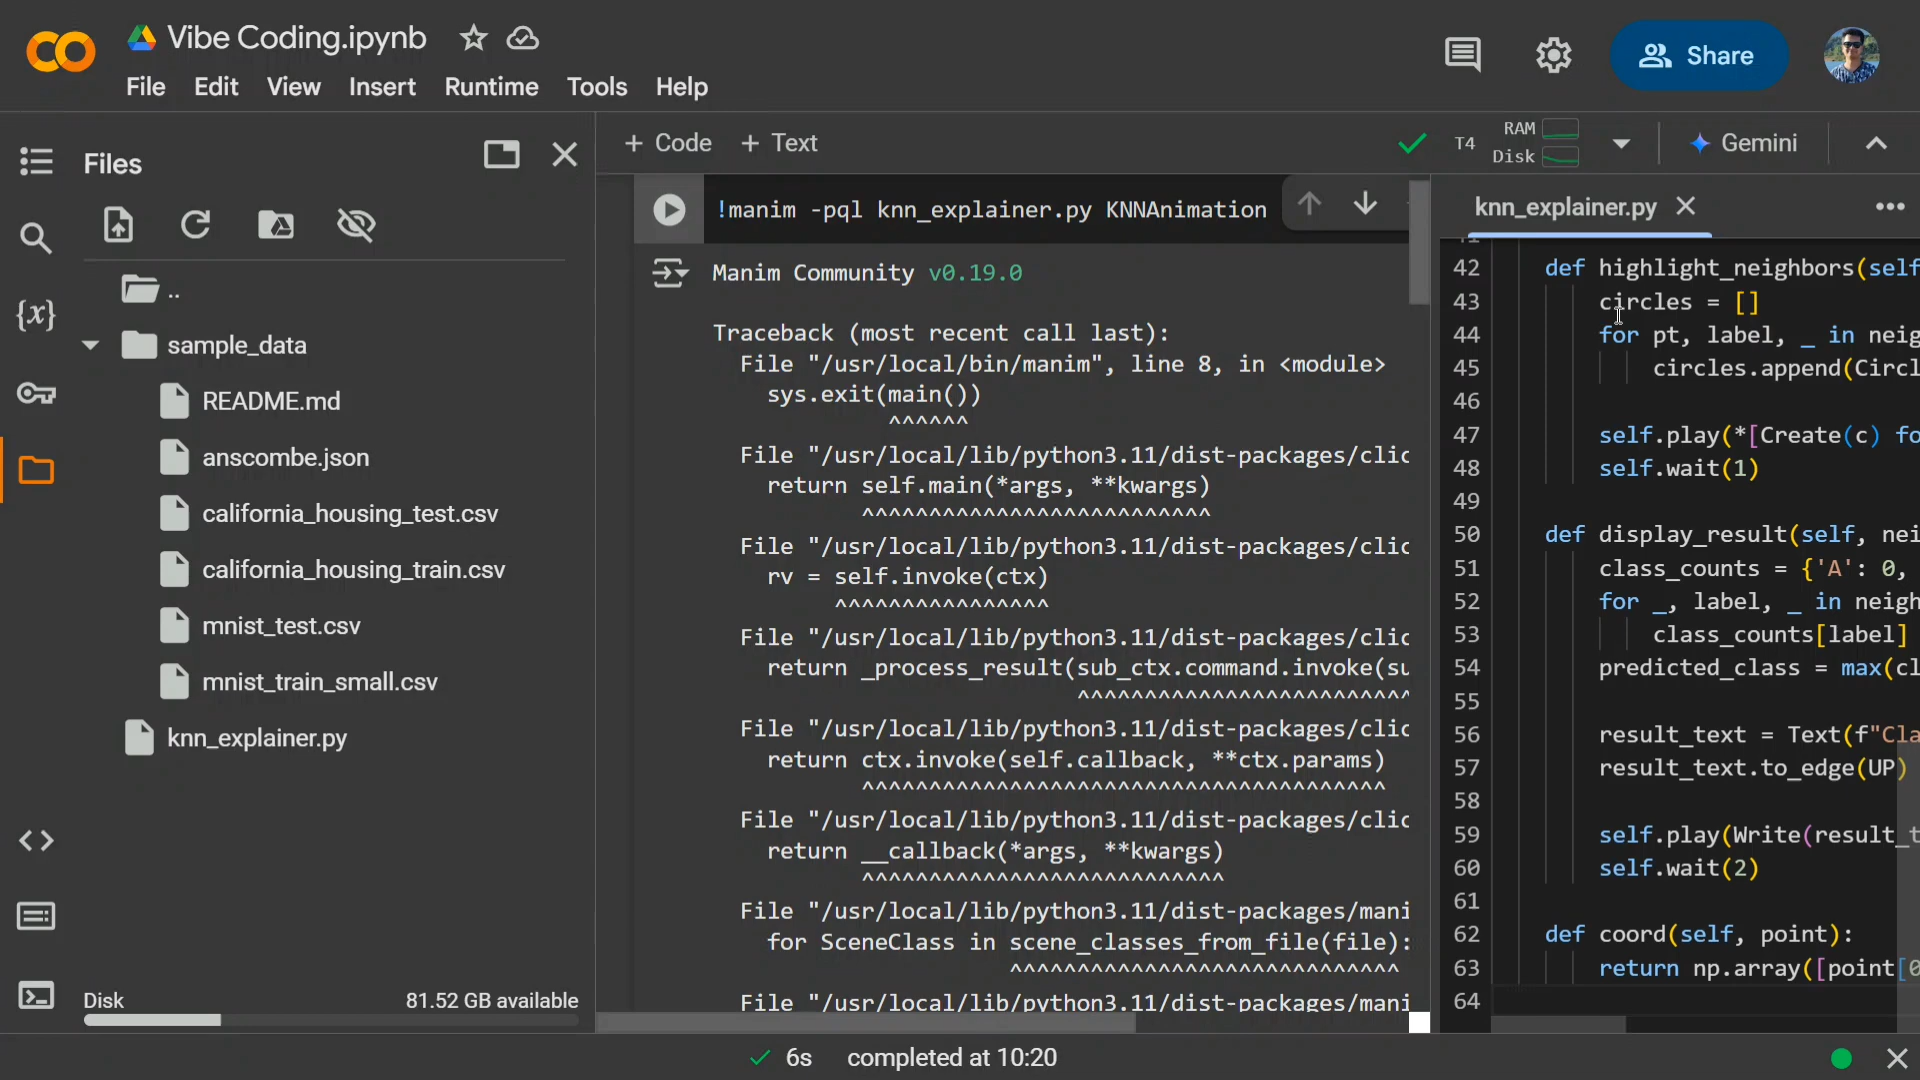 Vibe Coding.ipynb
File Edit View Insert Runtime Tools Help
Share
Files
+ Code + Text
T4 RAM Disk
Gemini
..
sample_data
README.md
anscombe.json
california_housing_test.csv
california_housing_train.csv
mnist_test.csv
mnist_train_small.csv
knn_explainer.py
Disk 81.52 GB available
!manim -pql knn_explainer.py KNNAnimation
Manim Community v0.19.0
Traceback (most recent call last):
File "/usr/local/bin/manim", line 8, in <module>
sys.exit(main())
^^^^^^
File "/usr/local/lib/python3.11/dist-packages/clic
return self.main(*args, **kwargs)
^^^^^^^^^^^^^^^^^^^^^^^^^^
File "/usr/local/lib/python3.11/dist-packages/clic
rv = self.invoke(ctx)
^^^^^^^^^^^^^^^^
File "/usr/local/lib/python3.11/dist-packages/clic
return _process_result(sub_ctx.command.invoke(su
^^^^^^^^^^^^^^^^^^^^^^^^^
File "/usr/local/lib/python3.11/dist-packages/clic
return ctx.invoke(self.callback, **ctx.params)
^^^^^^^^^^^^^^^^^^^^^^^^^^^^^^^^^^^^^^^
File "/usr/local/lib/python3.11/dist-packages/clic
return __callback(*args, **kwargs)
^^^^^^^^^^^^^^^^^^^^^^^^^^^
File "/usr/local/lib/python3.11/dist-packages/mani
for SceneClass in scene_classes_from_file(file):
^^^^^^^^^^^^^^^^^^^^^^^^^^^^^
File "/usr/local/lib/python3.11/dist-packages/mani
knn_explainer.py
41
42 def highlight_neighbors(self
43 circles = []
44 for pt, label, _ in neig
45 circles.append(Circl
46
47 self.play(*[Create(c) fo
48 self.wait(1)
49
50 def display_result(self, nei
51 class_counts = {'A': 0,
52 for _, label, _ in neigh
53 class_counts[label]
54 predicted_class = max(cl
55
56 result_text = Text(f"Cla
57 result_text.to_edge(UP)
58
59 self.play(Write(result_t
60 self.wait(2)
61
62 def coord(self, point):
63 return np.array([point[0
64
6s completed at 10:20